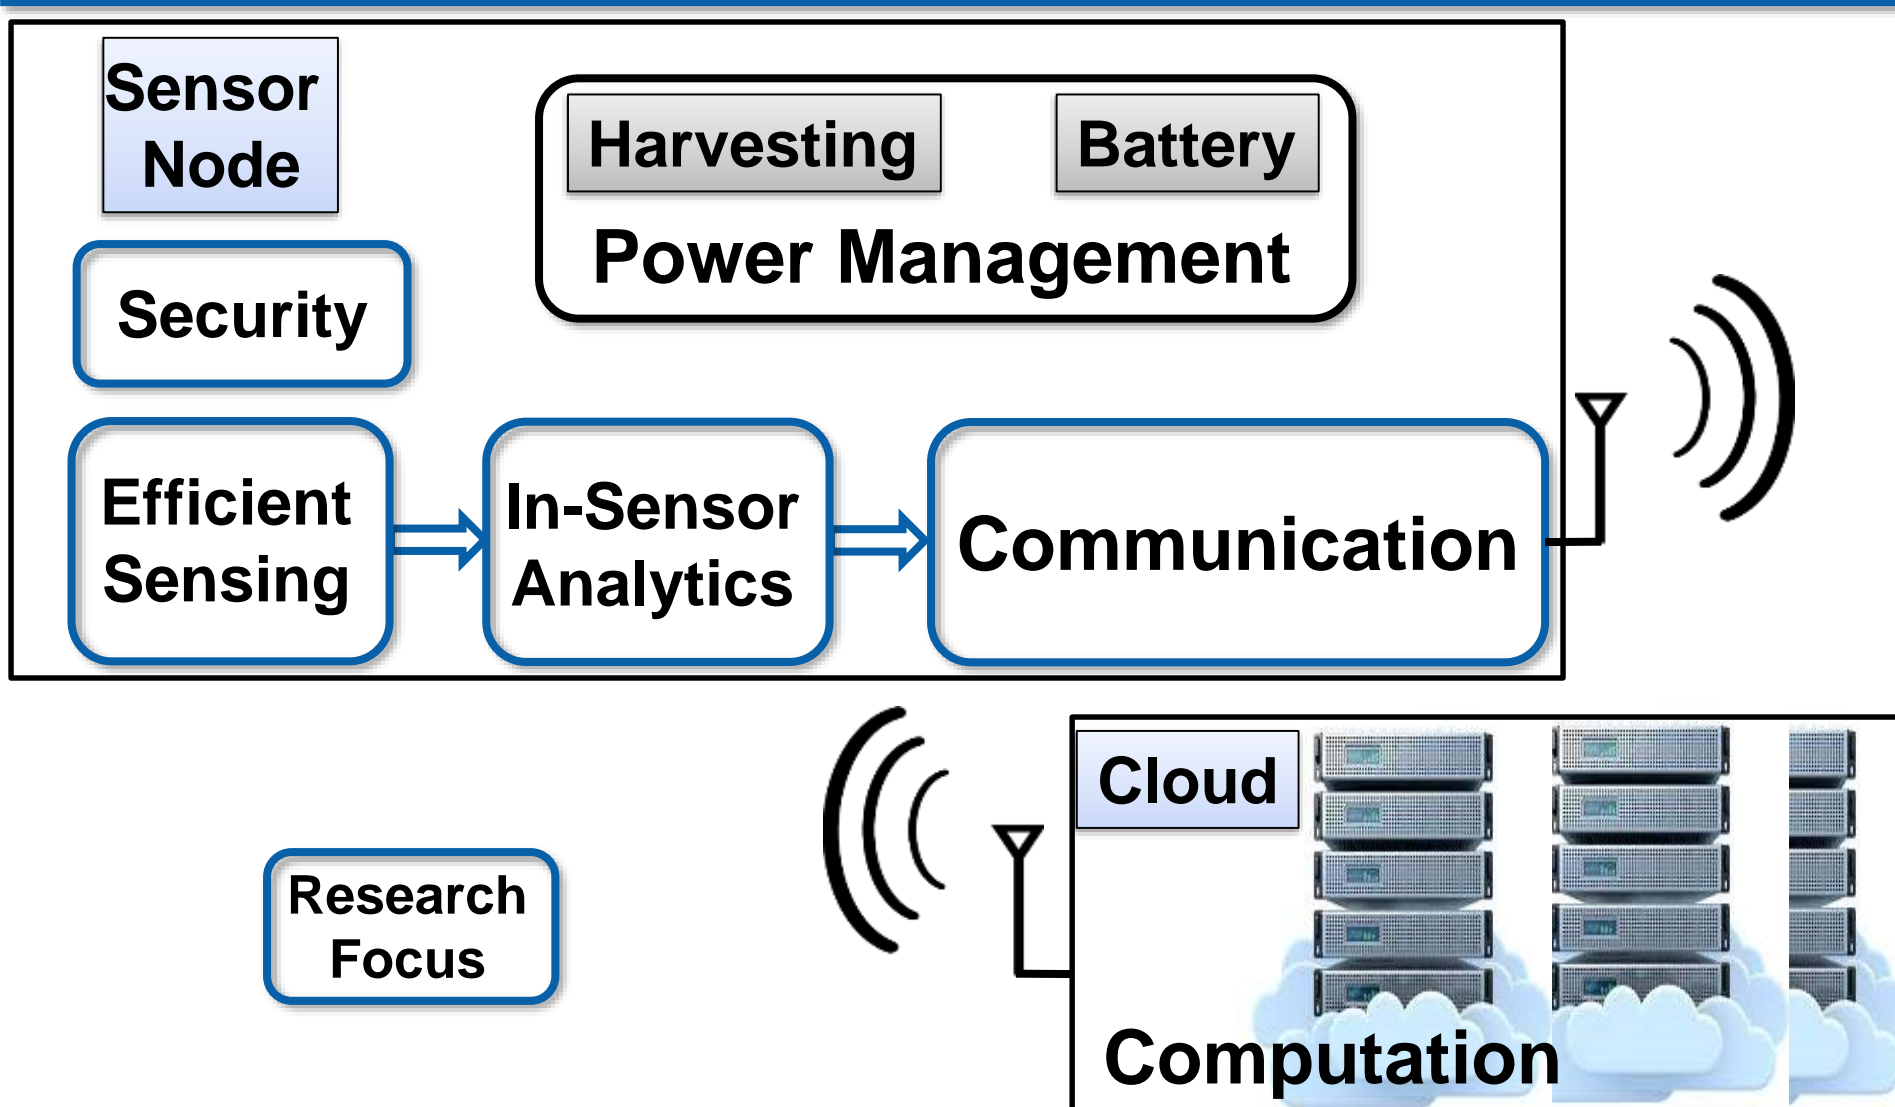 Sensor
Node
Harvesting
Battery
Power Management
Security
Efficient
Sensing
In-Sensor
Analytics
Communication
Cloud
Research
Focus
Computation